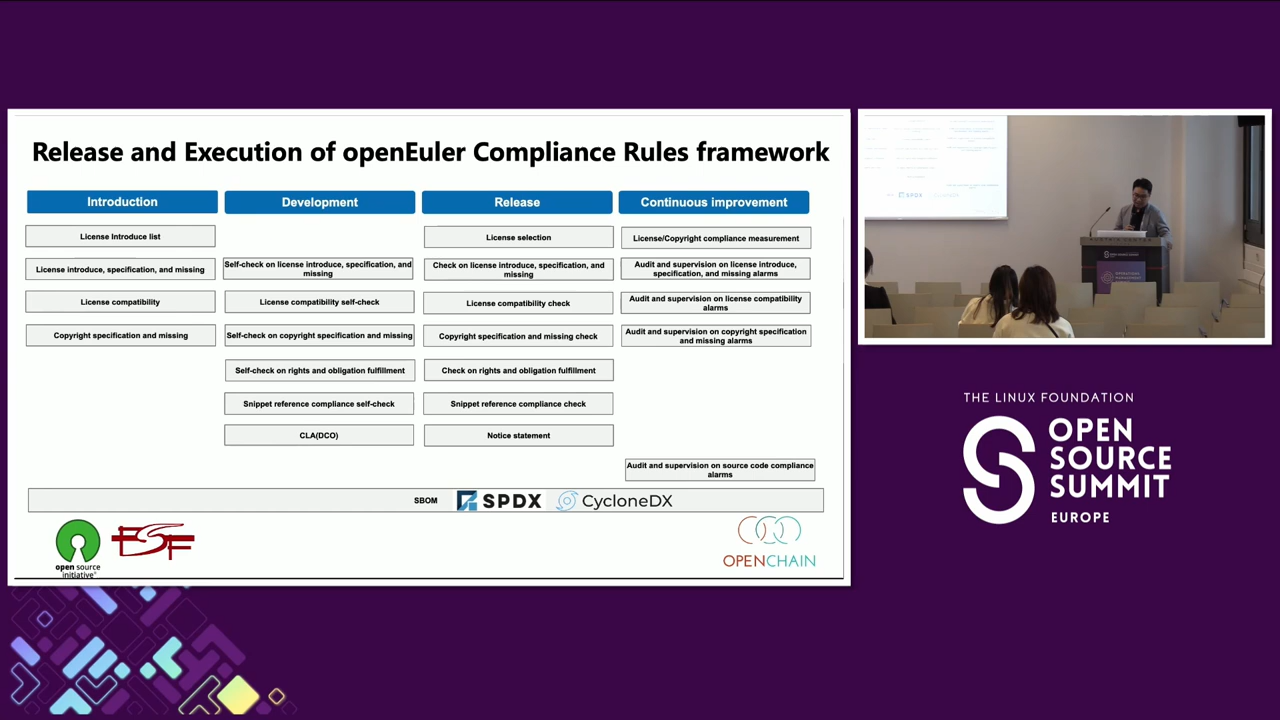 Release and Execution of openEuler Compliance Rules framework
Introduction
Development
Release
Continuous improvement
License Introduce list
License selection
License/Copyright compliance measurement
License introduce, specification, and missing
Self-check on license introduce, specification, and
missing
Check on license introduce, specification, and
missing
Audit and supervision on license introduce,
specification, and missing alarms
License compatibility
License compatibility self-check
License compatibility check
Audit and supervision on license compatibility
alarms
Copyright specification and missing
Self-check on copyright specification and missing
Copyright specification and missing check
Audit and supervision on copyright specification
and missing alarms
Self-check on rights and obligation fulfillment
Check on rights and obligation fulfillment
Snippet reference compliance self-check
Snippet reference compliance check
CLA(DCO)
Notice statement
Audit and supervision on source code compliance
alarms
SBOM
SPDX
CycloneDX
open source
initiative®
FSF
OPENCHAIN
SPDX
THE LINUX FOUNDATION
OPEN
SOURCE
SUMMIT
EUROPE